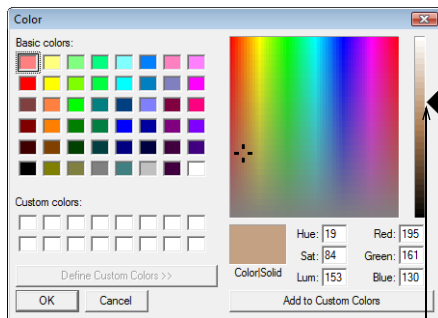 Color
Basic colors:
Custom colors:
Define Custom Colors >>
OK
Cancel
Color|Solid
Hue: 19
Sat: 84
Lum: 153
Red: 195
Green: 161
Blue: 130
Add to Custom Colors